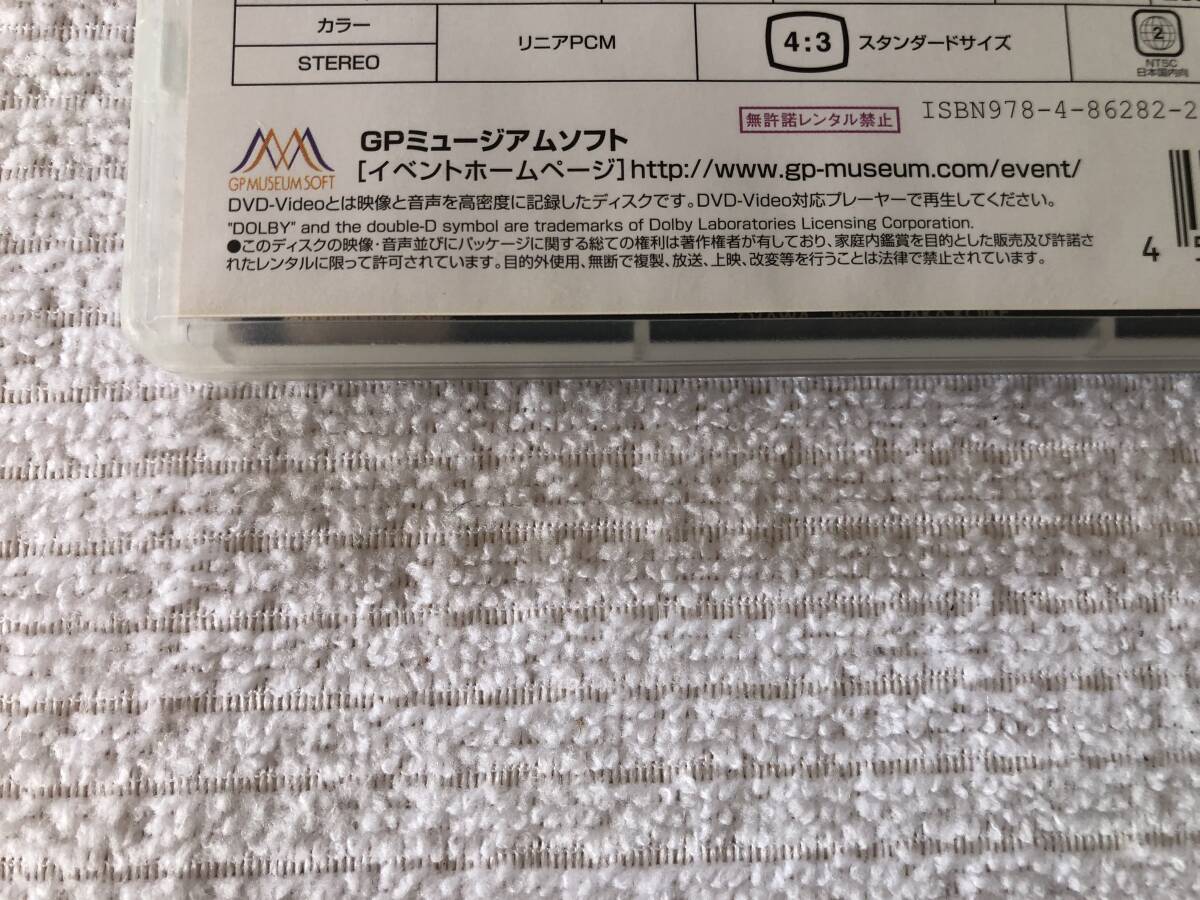 カラー
STEREO
リニアPCM
4:3 スタンダードサイズ
2
NTSC
日本国内向
無許諾レンタル禁止
ISBN978-4-86282-2
GP MUSEUM SOFT
GPミュージアムソフト
[イベントホームページ]http://www.gp-museum.com/event/
DVD-Videoとは映像と音声を高密度に記録したディスクです。DVD-Video対応プレーヤーで再生してください。
"DOLBY" and the double-D symbol are trademarks of Dolby Laboratories Licensing Corporation.
●このディスクの映像・音声並びにパッケージに関する総ての権利は著作権者が有しており、家庭内鑑賞を目的とした販売及び許諾さ
れたレンタルに限って許可されています。目的外使用、無断で複製、放送、上映、改変等を行うことは法律で禁止されています。
4